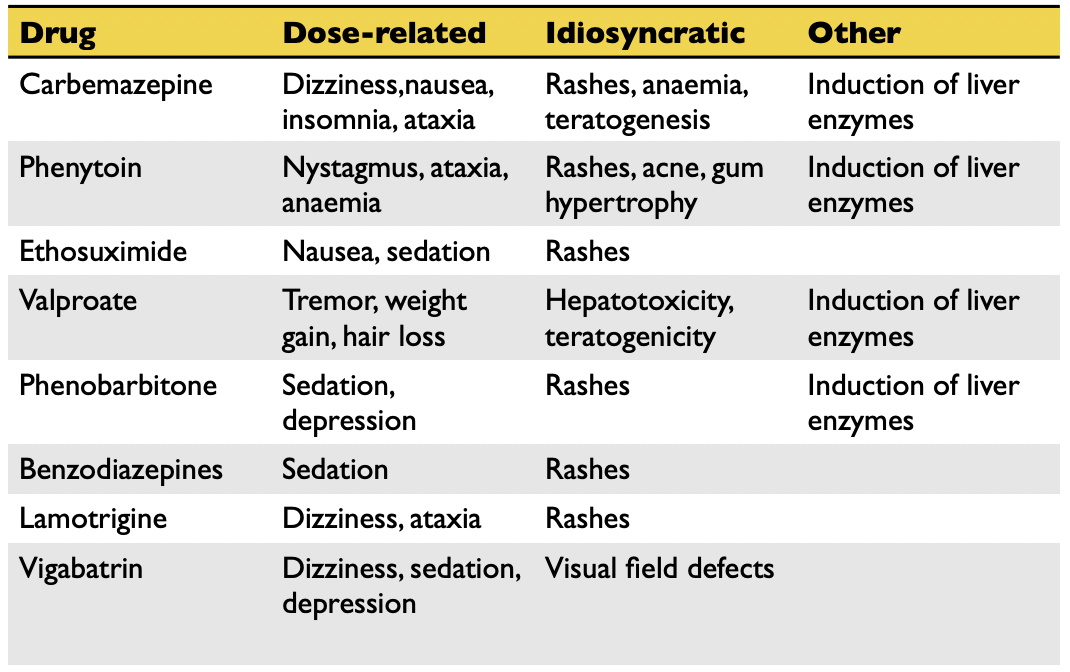 Drug Dose-related Idiosyncratic Other
Carbemazepine Dizziness,nausea, Rashes, anaemia, Induction of liver
insomnia, ataxia teratogenesis enzymes
Phenytoin Nystagmus, ataxia, Rashes, acne, gum Induction of liver
anaemia hypertrophy enzymes
Ethosuximide Nausea, sedation Rashes
Valproate Tremor, weight Hepatotoxicity, Induction of liver
gain, hair loss teratogenicity enzymes
Phenobarbitone Sedation, Rashes Induction of liver
depression enzymes
Benzodiazepines Sedation Rashes
Lamotrigine Dizziness, ataxia Rashes
Vigabatrin Dizziness, sedation, Visual field defects
depression